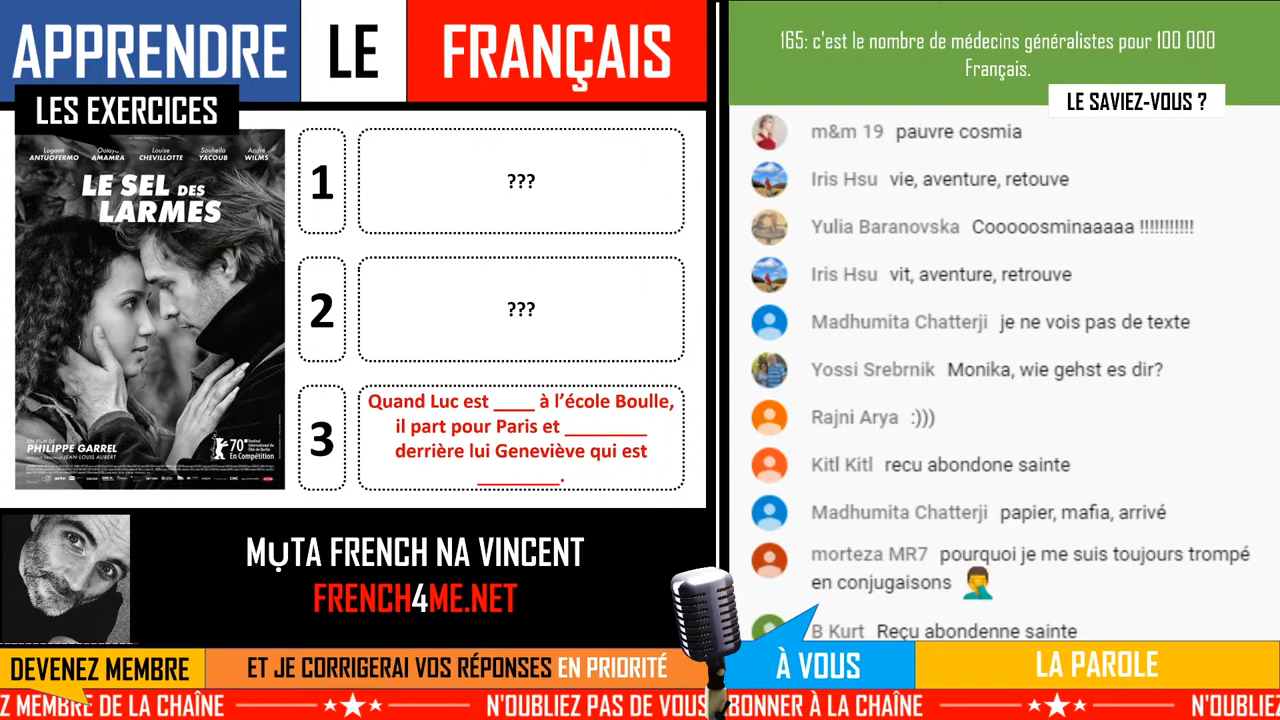 APPRENDRE LE FRANÇAIS
LES EXERCICES
Logann ANTUOFERMO
Oulaya AMAMRA
Louise CHEVILLOTTE
Souheila YACOUB
André WILMS
LE SEL DES
LARMES
UN FILM DE
PHILIPPE GARREL
JEAN-LOUIS AUBERT
70e Festival
En Compétition
1
???
2
???
3
Quand Luc est ____ à l’école Boulle,
il part pour Paris et ________
derrière lui Geneviève qui est
________.
MỤTA FRENCH NA VINCENT
FRENCH4ME.NET
DEVENEZ MEMBRE
ET JE CORRIGERAI VOS RÉPONSES EN PRIORITÉ
165: c'est le nombre de médecins généralistes pour 100 000
Français.
LE SAVIEZ-VOUS ?
m&m 19 pauvre cosmia
Iris Hsu vie, aventure, retouve
Yulia Baranovska Cooooosminaaaaa !!!!!!!!!!!
Iris Hsu vit, aventure, retrouve
Madhumita Chatterji je ne vois pas de texte
Yossi Srebrnik Monika, wie gehst es dir?
Rajni Arya :)))
Kitl Kitl recu abondone sainte
Madhumita Chatterji papier, mafia, arrivé
morteza MR7 pourquoi je me suis toujours trompé
en conjugaisons
B Kurt Reçu abondenne sainte
À VOUS
LA PAROLE
Z MEMBRE DE LA CHAÎNE N'OUBLIEZ PAS DE VOUS BONNER À LA CHAÎNE N'OUBLIEZ